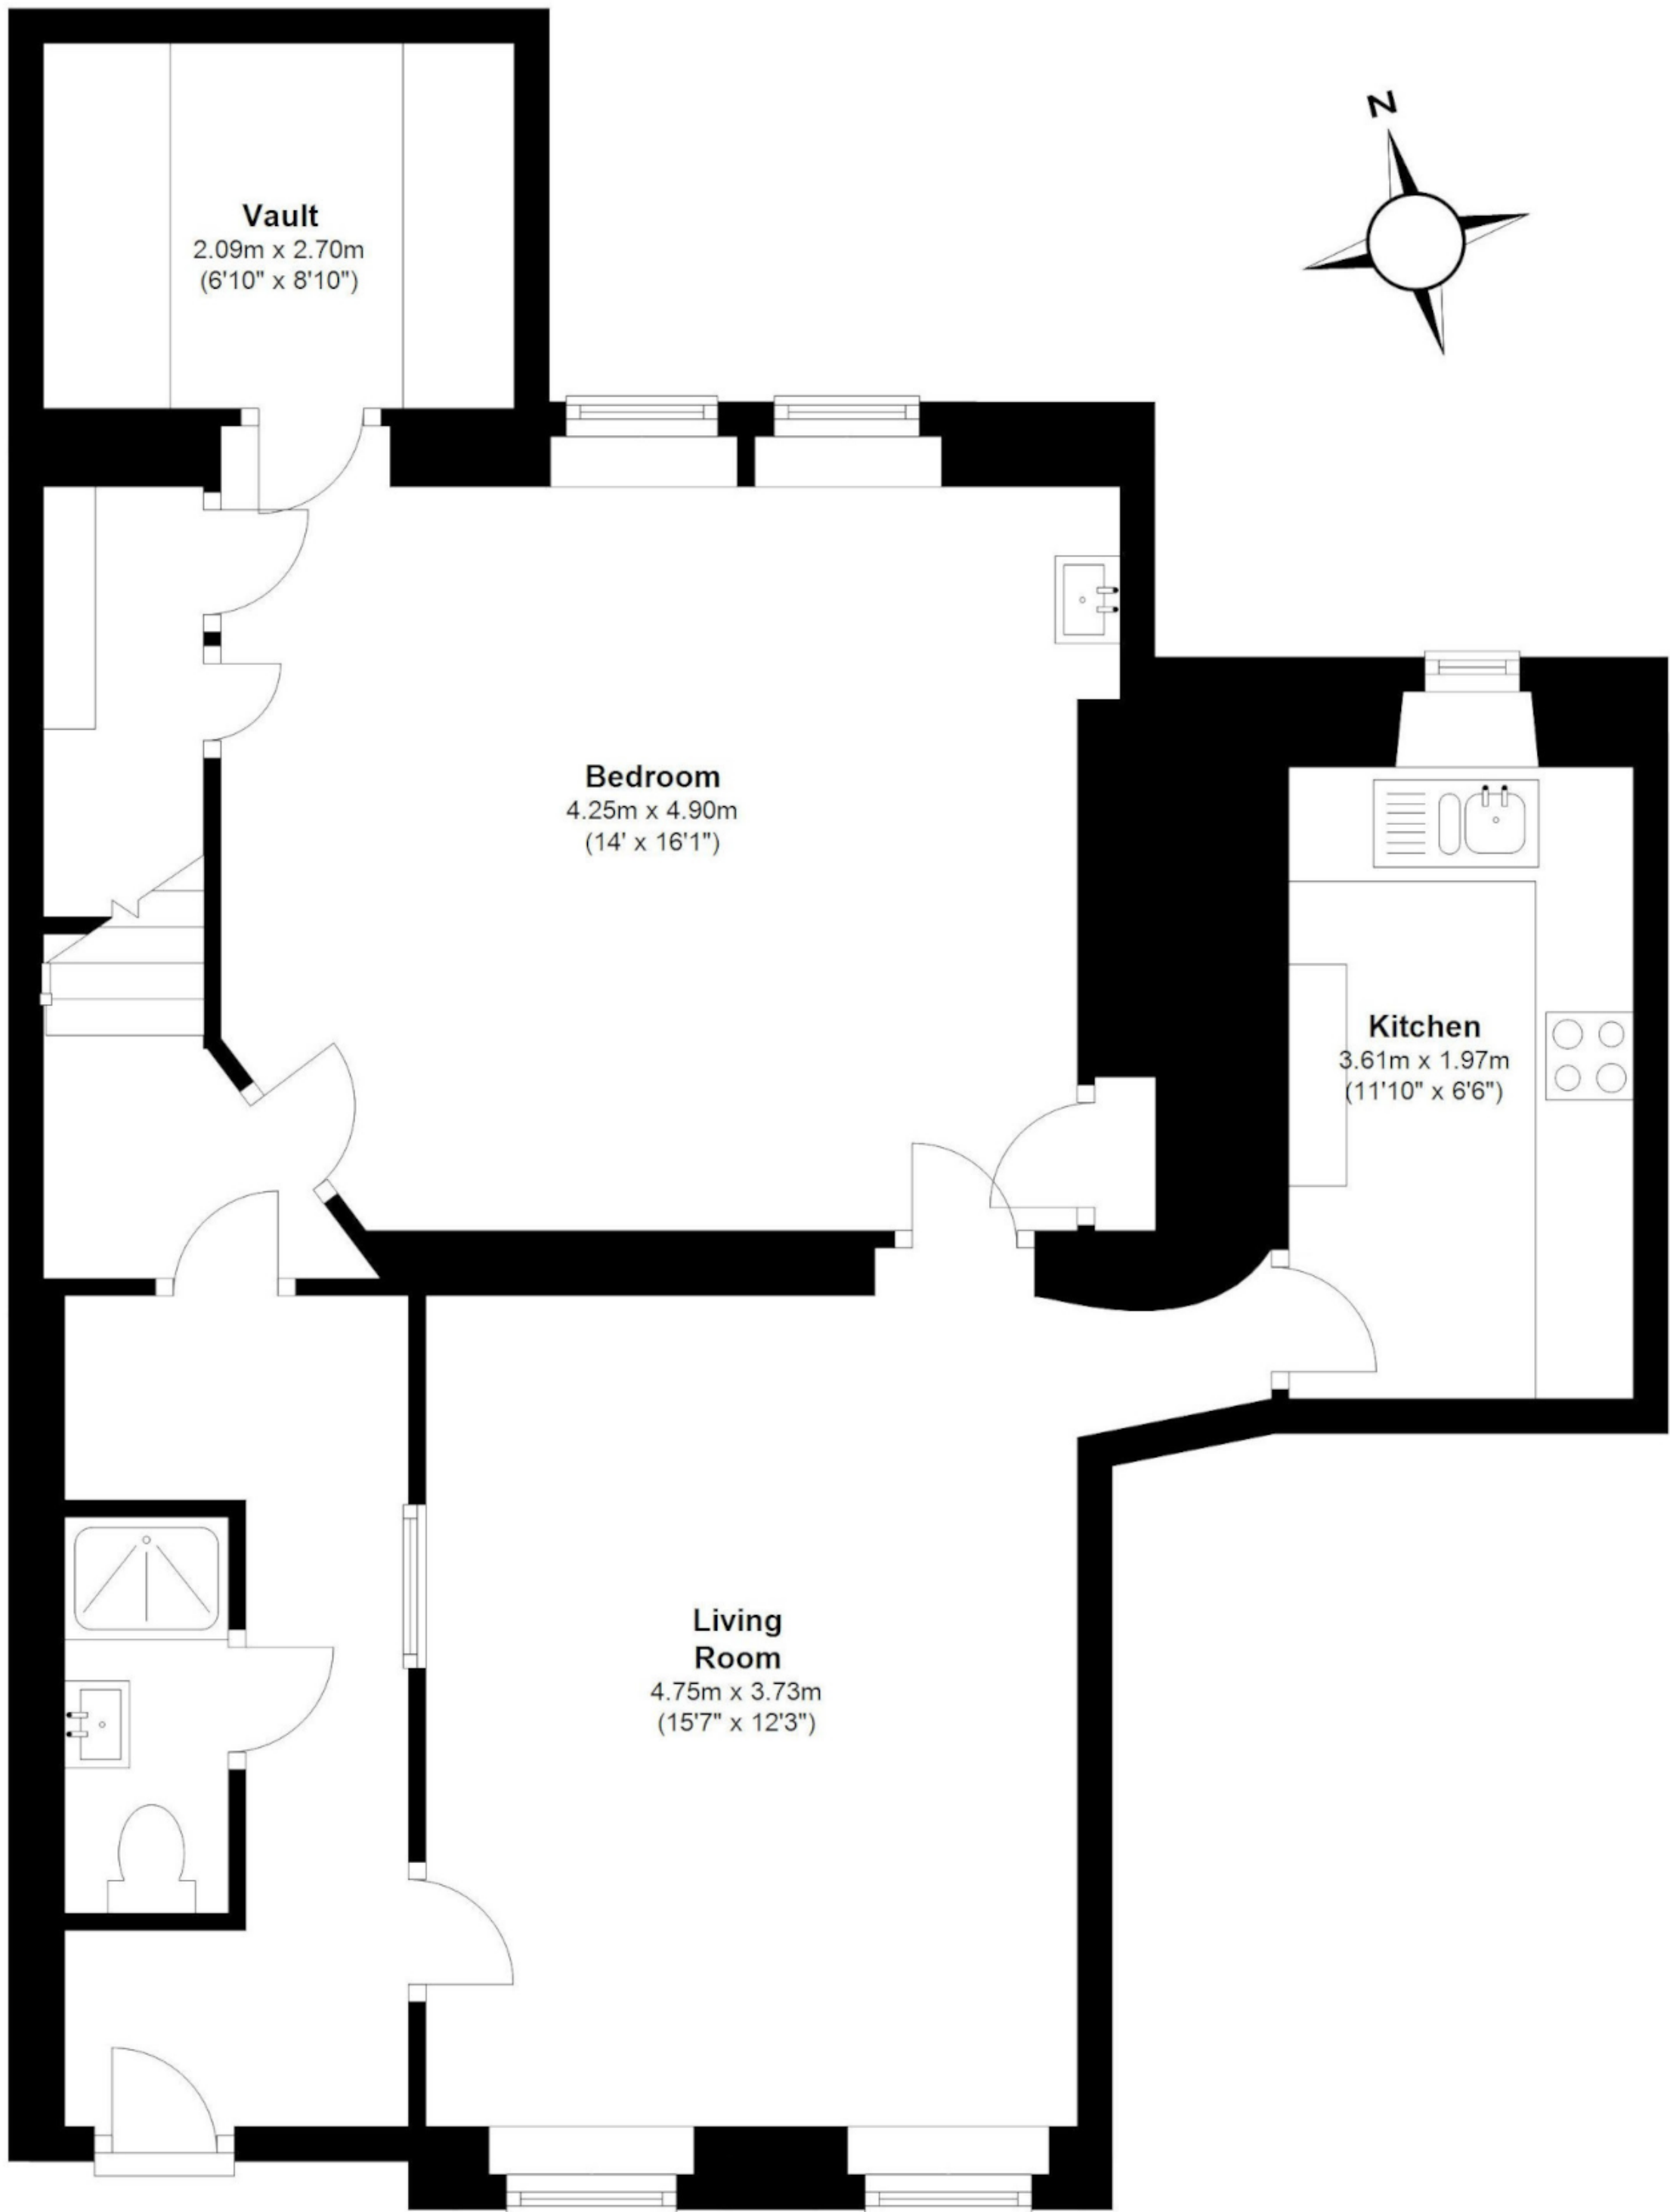 N
Vault
2.09m x 2.70m
(6'10" x 8'10")
Bedroom
4.25m x 4.90m
(14' x 16'1")
Kitchen
3.61m x 1.97m
(11'10" x 6'6")
Living
Room
4.75m x 3.73m
(15'7" x 12'3")